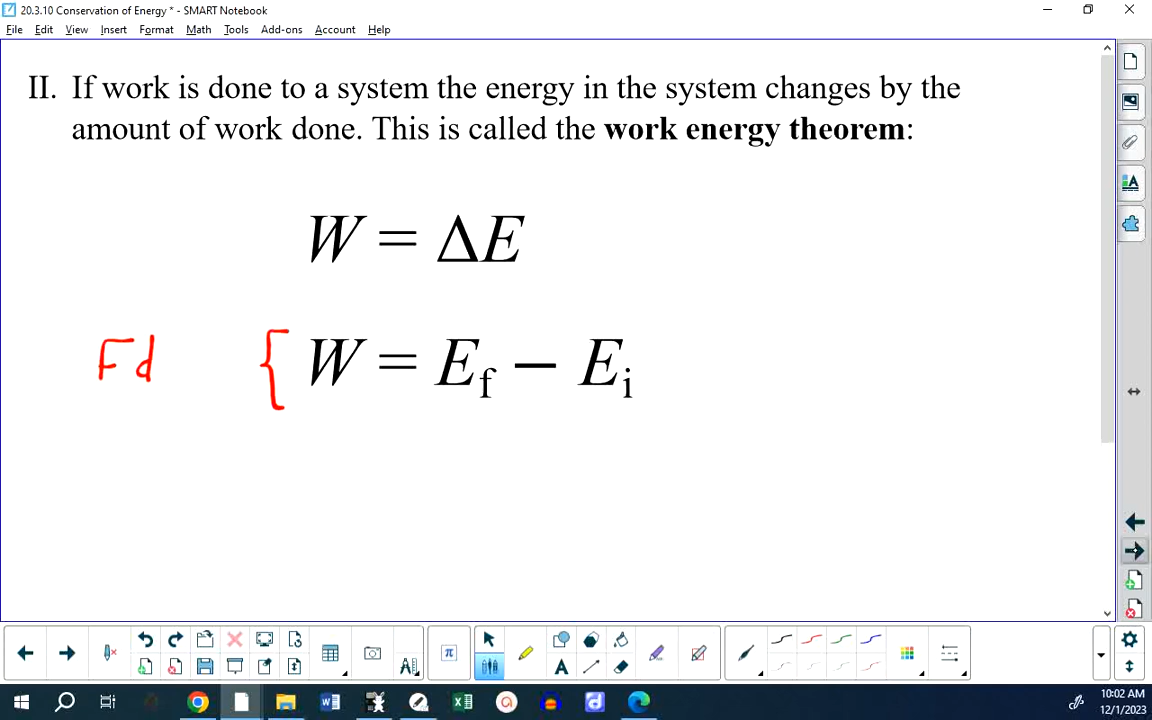 20.3.10 Conservation of Energy * - SMART Notebook
File Edit View Insert Format Math Tools Add-ons Account Help
II. If work is done to a system the energy in the system changes by the
amount of work done. This is called the work energy theorem:
W = ΔE
Fd { W = E_f − E_i
10:02 AM
12/1/2023